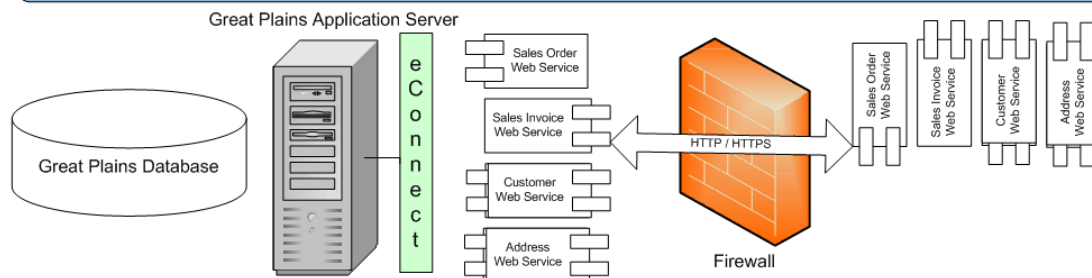 Great Plains Application Server
Great Plains Database
eConnect
Sales Order
Web Service
Sales Invoice
Web Service
Customer
Web Service
Address
Web Service
HTTP / HTTPS
Firewall
Sales Order
Web Service
Sales Invoice
Web Service
Customer
Web Service
Address
Web Service